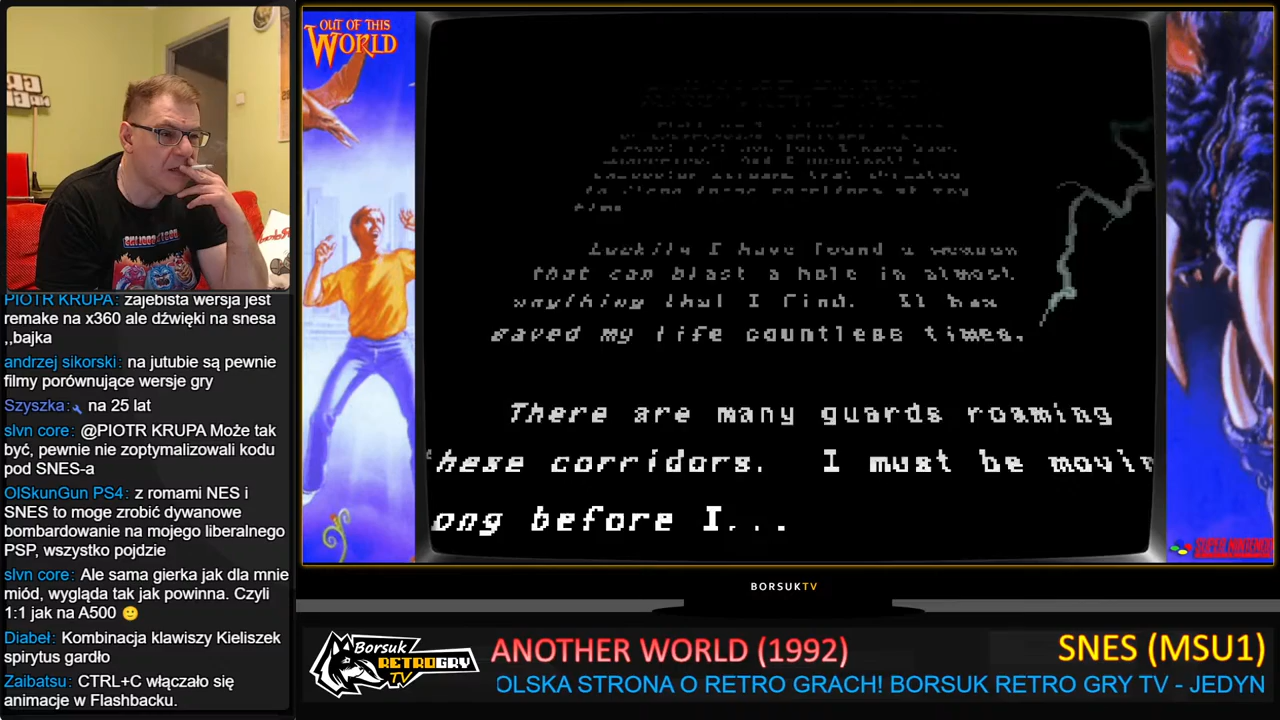 OUT OF THIS
WORLD
Luckily I have found a weapon
that can blast a hole in almost
anything that I find. It has
saved my life countless times.
There are many guards roaming
hese corridors. I must be movin
ong before I...
SUPER NINTENDO
BORSUKTV
PIOTR KRUPA: zajebista wersja jest
remake na x360 ale dźwięki na snesa
,,bajka
andrzej sikorski: na jutubie są pewnie
filmy porównujące wersje gry
Szyszka: na 25 lat
slvn core: @PIOTR KRUPA Może tak
być, pewnie nie zoptymalizowali kodu
pod SNES-a
OlSkunGun PS4: z romami NES i
SNES to moge zrobić dywanowe
bombardowanie na mojego liberalnego
PSP, wszystko pojdzie
slvn core: Ale sama gierka jak dla mnie
miód, wygląda tak jak powinna. Czyli
1:1 jak na A500 🙂
Diabeł: Kombinacja klawiszy Kieliszek
spirytus gardło
Zaibatsu: CTRL+C włączało się
animacje w Flashbacku.
Borsuk
RETROGRY
TV
ANOTHER WORLD (1992)
SNES (MSU1)
OLSKA STRONA O RETRO GRACH! BORSUK RETRO GRY TV - JEDYN